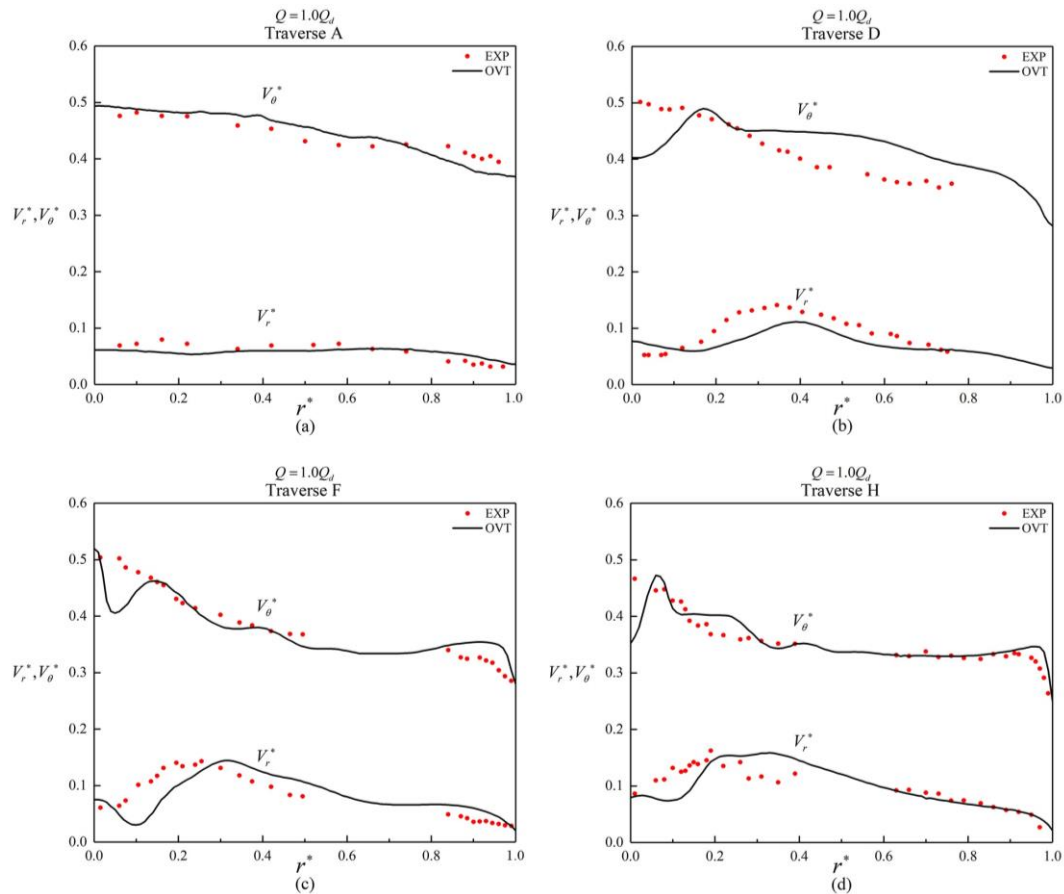 Q=1.0Q_d
Traverse A
EXP
OVT
0.6
0.5
0.4
0.3
0.2
0.1
0.0
V_r^*,V_θ^*
V_θ^*
V_r^*
0.0 0.2 0.4 0.6 0.8 1.0
r^*
(a)
Q=1.0Q_d
Traverse D
EXP
OVT
0.6
0.5
0.4
0.3
0.2
0.1
0.0
V_r^*,V_θ^*
V_θ^*
V_r^*
0.0 0.2 0.4 0.6 0.8 1.0
r^*
(b)
Q=1.0Q_d
Traverse F
EXP
OVT
0.6
0.5
0.4
0.3
0.2
0.1
0.0
V_r^*,V_θ^*
V_θ^*
V_r^*
0.0 0.2 0.4 0.6 0.8 1.0
r^*
(c)
Q=1.0Q_d
Traverse H
EXP
OVT
0.6
0.5
0.4
0.3
0.2
0.1
0.0
V_r^*,V_θ^*
V_θ^*
V_r^*
0.0 0.2 0.4 0.6 0.8 1.0
r^*
(d)